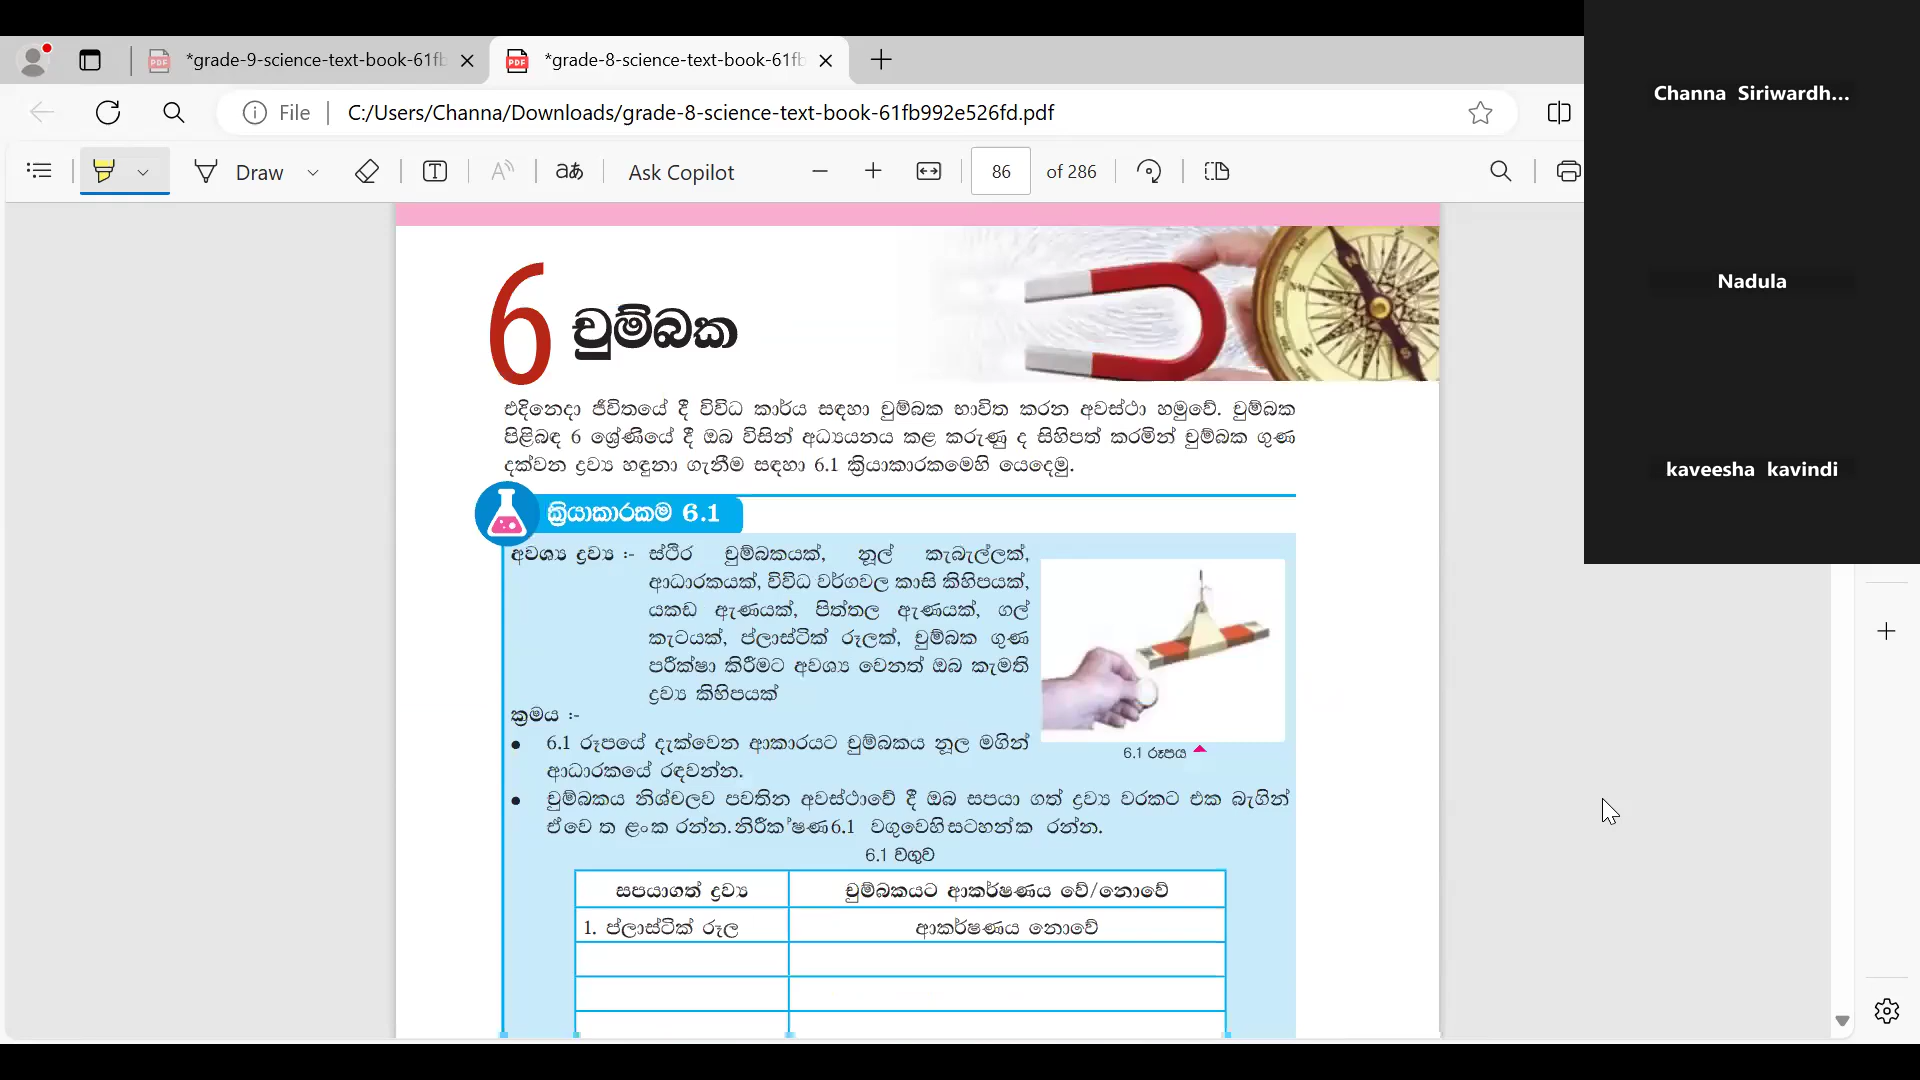 *grade-9-science-text-book-61fb
*grade-8-science-text-book-61fb
File
C:/Users/Channa/Downloads/grade-8-science-text-book-61fb992e526fd.pdf
Draw
aあ
Ask Copilot
86 of 286
Channa Siriwardh...
Nadula
kaveesha kavindi
6 චුම්බක
එදිනෙදා ජීවිතයේ දී විවිධ කාර්ය සඳහා චුම්බක භාවිත කරන අවස්ථා හමුවේ. චුම්බක
පිළිබඳ 6 ශ්‍රේණියේ දී ඔබ විසින් අධ්‍යයනය කළ කරුණු ද සිහිපත් කරමින් චුම්බක ගුණ
දක්වන ද්‍රව්‍ය හඳුනා ගැනීම සඳහා 6.1 ක්‍රියාකාරකමෙහි යෙදෙමු.
ක්‍රියාකාරකම 6.1
අවශ්‍ය ද්‍රව්‍ය :- ස්ථිර චුම්බකයක්, නූල් කැබැල්ලක්,
ආධාරකයක්, විවිධ වර්ගවල කාසි කිහිපයක්,
යකඩ ඇණයක්, පිත්තල ඇණයක්, ගල්
කැටයක්, ප්ලාස්ටික් රූලක්, චුම්බක ගුණ
පරීක්ෂා කිරීමට අවශ්‍ය වෙනත් ඔබ කැමති
ද්‍රව්‍ය කිහිපයක්
ක්‍රමය :-
• 6.1 රූපයේ දැක්වෙන ආකාරයට චුම්බකය නූල මගින්
ආධාරකයේ රඳවන්න.
6.1 රූපය
• චුම්බකය නිශ්චලව පවතින අවස්ථාවේ දී ඔබ සපයා ගත් ද්‍රව්‍ය වරකට එක බැගින්
ඒ වෙ ත ළං ක රන්න. නිරීක්ෂණ 6.1 වගුවෙහි සටහන් ක රන්න.
6.1 වගුව
සපයාගත් ද්‍රව්‍ය
චුම්බකයට ආකර්ෂණය වේ/නොවේ
1. ප්ලාස්ටික් රූල
ආකර්ෂණය නොවේ